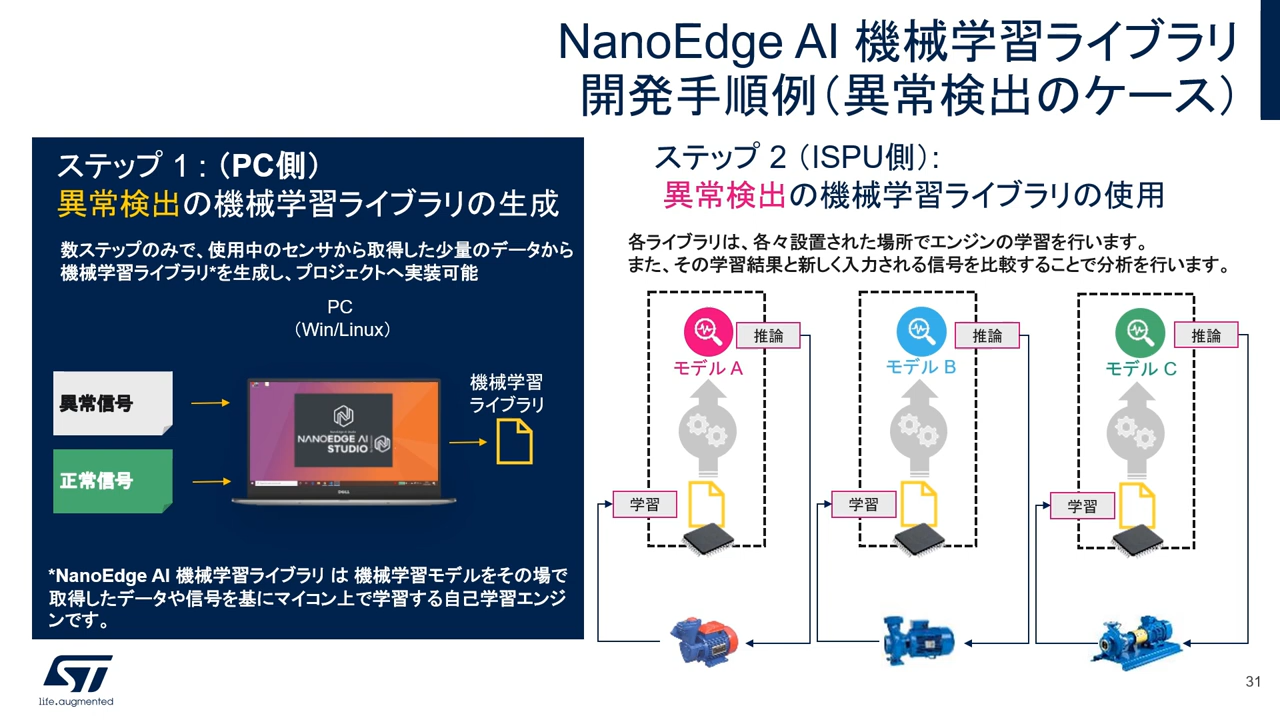 NanoEdge AI 機械学習ライブラリ
開発手順例（異常検出のケース）
ステップ 1 : （PC側）
異常検出の機械学習ライブラリの生成
数ステップのみで、使用中のセンサから取得した少量のデータから
機械学習ライブラリ*を生成し、プロジェクトへ実装可能
PC
（Win/Linux）
異常信号
正常信号
NANOEDGE AI
STUDIO
DELL
機械学習
ライブラリ
*NanoEdge AI 機械学習ライブラリ は 機械学習モデルをその場で
取得したデータや信号を基にマイコン上で学習する自己学習エンジ
ンです。
ステップ 2 （ISPU側）:
異常検出の機械学習ライブラリの使用
各ライブラリは、各々設置された場所でエンジンの学習を行います。
また、その学習結果と新しく入力される信号を比較することで分析を行います。
推論
モデル A
学習
推論
モデル B
学習
推論
モデル C
学習
ST
life.augmented
31